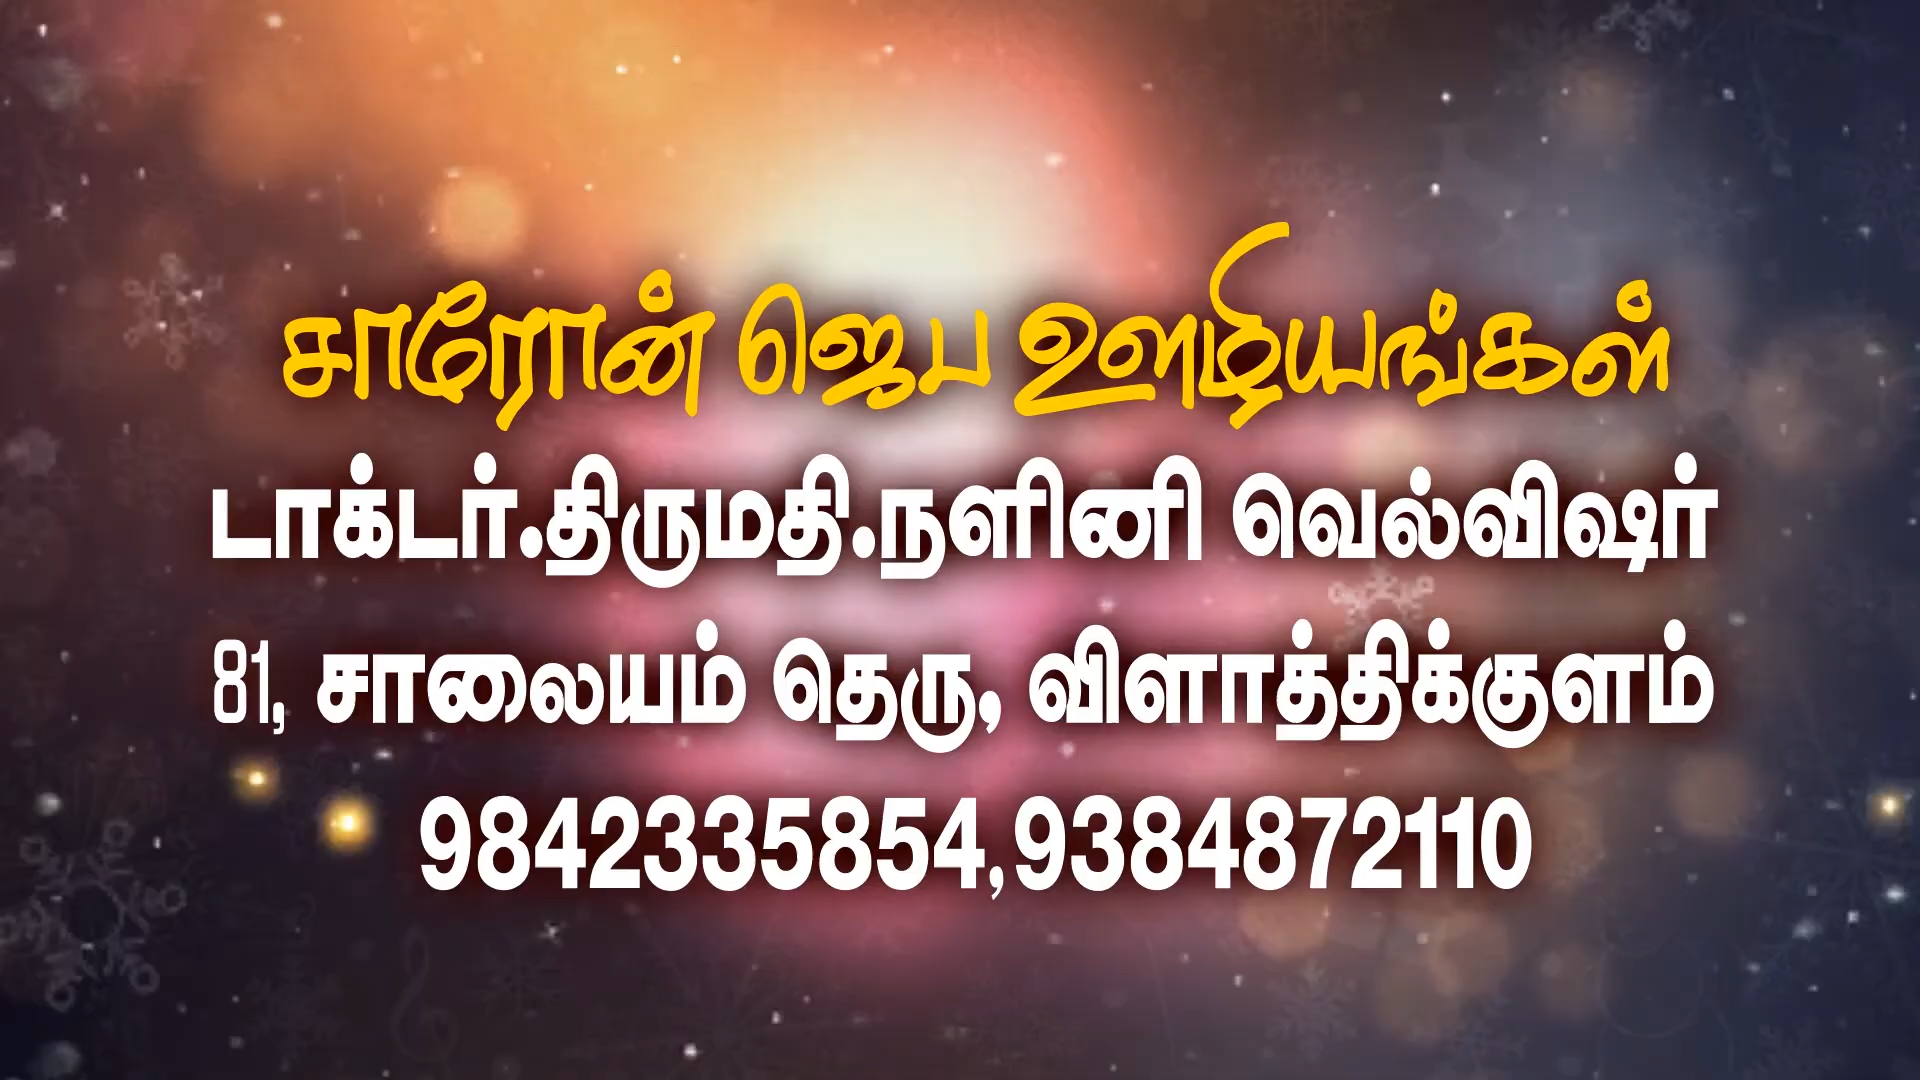 சாரோன் ஜெப ஊழியங்கள்
டாக்டர்.திருமதி.நளினி வெல்விஷர்
81, சாலையம் தெரு, விளாத்திக்குளம்
9842335854,9384872110